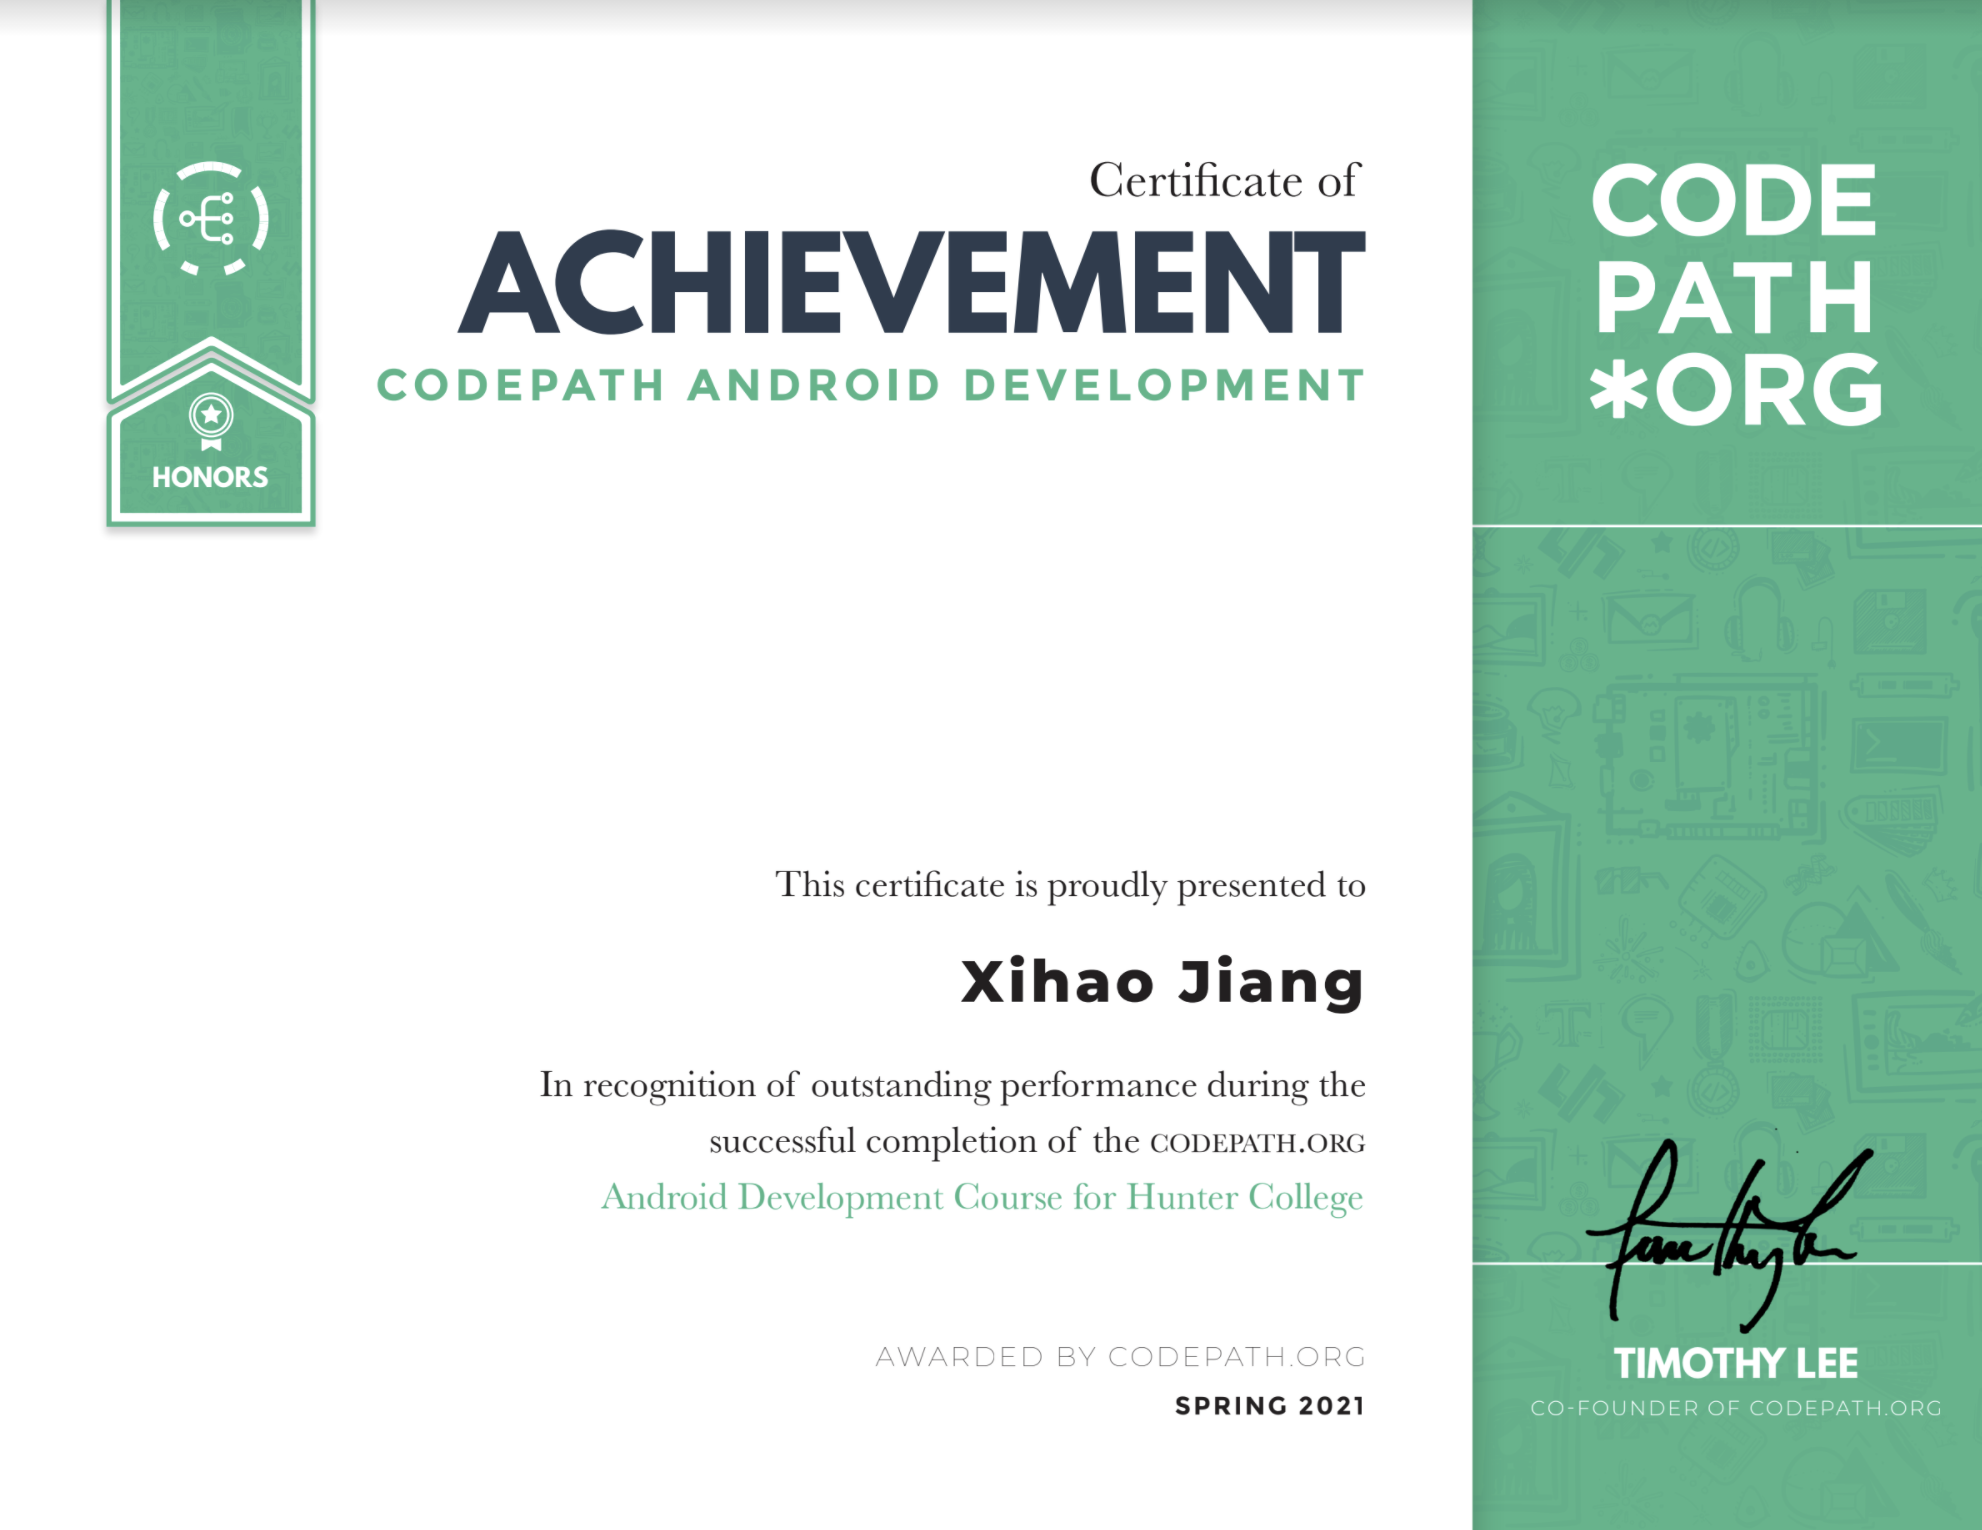 HONORS
Certificate of
ACHIEVEMENT
CODEPATH ANDROID DEVELOPMENT
This certificate is proudly presented to
Xihao Jiang
In recognition of outstanding performance during the
successful completion of the CODEPATH.ORG
Android Development Course for Hunter College
AWARDED BY CODEPATH.ORG
SPRING 2021
CODE
PATH
*ORG
TIMOTHY LEE
CO-FOUNDER OF CODEPATH.ORG